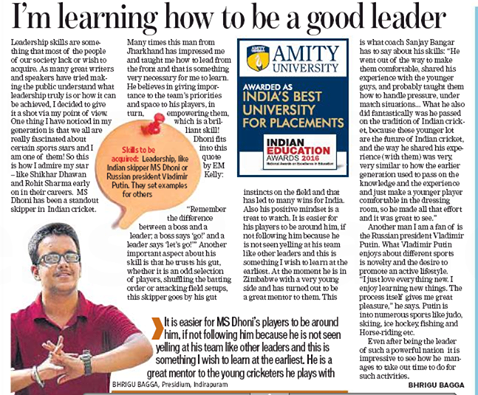 I'm learning how to be a good leader
Leadership skills are some-
thing that most of the people
of our society lack or wish to
acquire. As many great writers
and speakers have tried mak-
ing the public understand what
leadership truly is or how it can
be achieved, I decided to give
it a shot via my point of view.
One thing I have noticed in my
generation is that we all are
really fascinated about
certain sports stars and I
am one of them! So this
is how I admire my star
– like Shikhar Dhawan
and Rohit Sharma early
on in their careers. MS
Dhoni has been a standout
skipper in Indian cricket.
Many times this man from
Jharkhand has impressed me
and taught me how to lead from
the front and that is something
very necessary for me to learn.
He believes in giving impor-
tance to the team's priorities
and space to his players, in
turn, empowering them,
which is a bril-
liant skill!
Dhoni fits
into this
quote
by EM
Kelly:
Skills to be
acquired: Leadership, like
Indian skipper MS Dhoni or
Russian president Vladimir
Putin. They set examples
for others
"Remember
the difference
between a boss and a
leader; a boss says 'go!' and a
leader says 'let's go!'" Another
important aspect about his
skill is that he trusts his gut,
whether it is an odd selection
of players, shuffling the batting
order or attacking field setups,
this skipper goes by his gut
AMITY
UNIVERSITY
AWARDED AS
INDIA'S BEST
UNIVERSITY
FOR PLACEMENTS
INDIAN
EDUCATION
AWARDS 2016
instincts on the field and that
has led to many wins for India.
Also his positive mindset is a
treat to watch. It is easier for
his players to be around him, if
not following him because he
is not seen yelling at his team
like other leaders and this is
something I wish to learn at the
earliest. At the moment he is in
Zimbabwe with a very young
side and has turned out to be
a great mentor to them. This
is what coach Sanjay Bangar
has to say about his skills: "He
went out of the way to make
them comfortable, shared his
experience with the younger
guys, and probably taught them
how to handle pressure, under
match situations... What he also
did fantastically was he passed
on the tradition of Indian crick-
et, because these younger lot
are the future of Indian cricket,
and the way he shared his expe-
rience (with them) was very,
very similar to how the earlier
generation used to pass on the
knowledge and the experience
and just make a younger player
comfortable in the dressing
room, so he made all that effort
and it was great to see."
Another man I am a fan of is
the Russian president Vladimir
Putin. What Vladimir Putin
enjoys about different sports
is novelty and the desire to
promote an active lifestyle.
"I just love everything new. I
enjoy learning new things. The
process itself gives me great
pleasure," he says. Putin is
into numerous sports like judo,
skiing, ice hockey, fishing and
Horse-riding etc.
Even after being the leader
of such a powerful nation it is
impressive to see how he man-
ages to take out time to do for
such activities.
BHRIGU BAGGA
It is easier for MS Dhoni's players to be around
him, if not following him because he is not seen
yelling at his team like other leaders and this is
something I wish to learn at the earliest. He is a
great mentor to the young cricketers he plays with
BHRIGU BAGGA, Presidium, Indirapuram